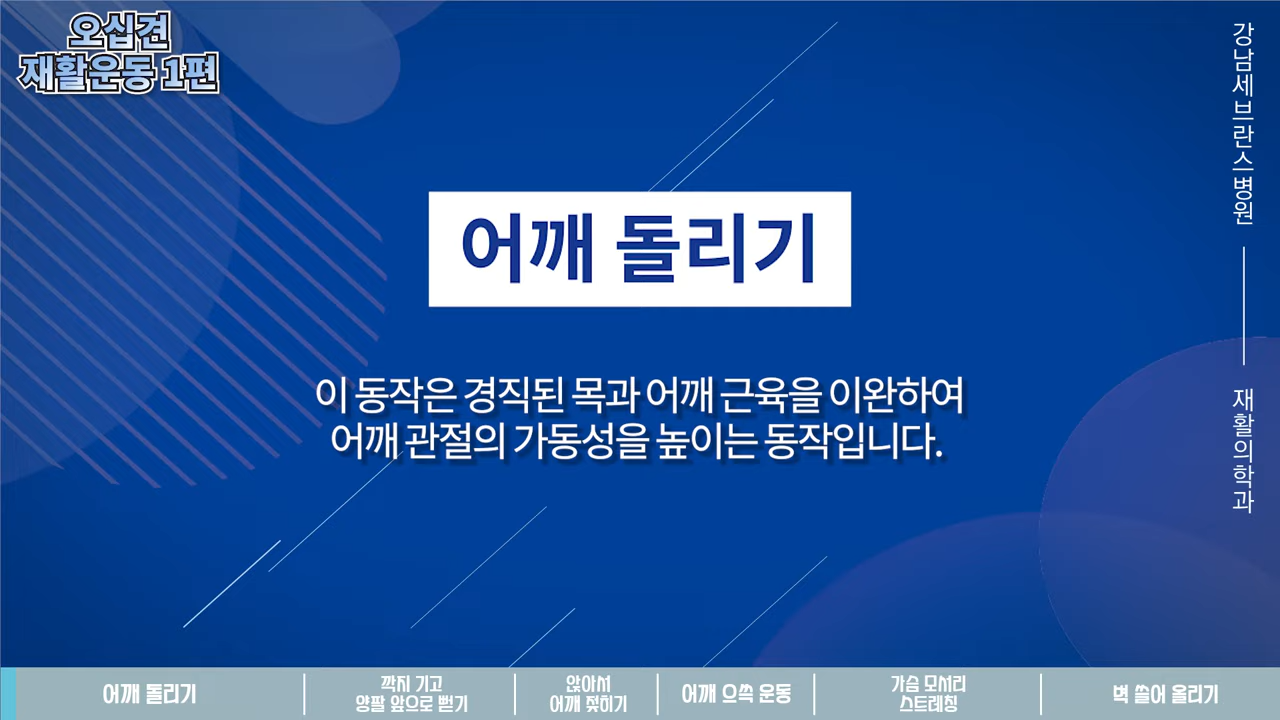 오십견
재활운동 1편
강남세브란스병원
재활의학과
어깨 돌리기
이 동작은 경직된 목과 어깨 근육을 이완하여
어깨 관절의 가동성을 높이는 동작입니다.
어깨 돌리기
깍지 끼고
양팔 앞으로 뻗기
앉아서
어깨 젖히기
어깨 으쓱 운동
가슴 모서리
스트레칭
벽 쓸어 올리기